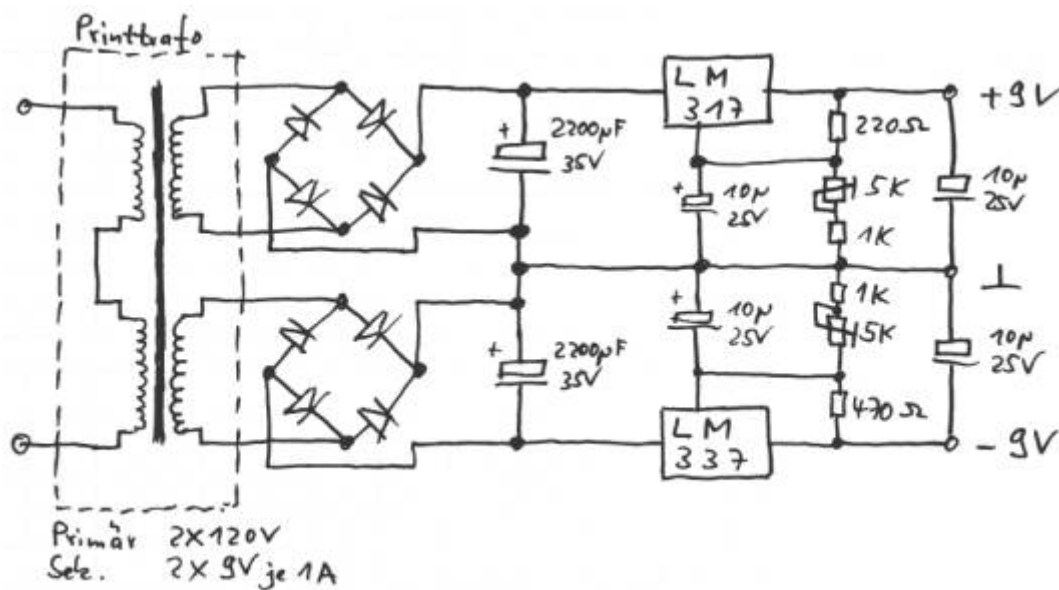 Printtrafo
LM
317
+9V
220Ω
+
2200µF
35V
+
10µ
25V
5K
10µ
25V
1K
⊥
1K
+
10µ
25V
5K
10µ
25V
+
2200µF
35V
470Ω
LM
337
-9V
Primär 2X120V
Sek. 2X9V je 1A